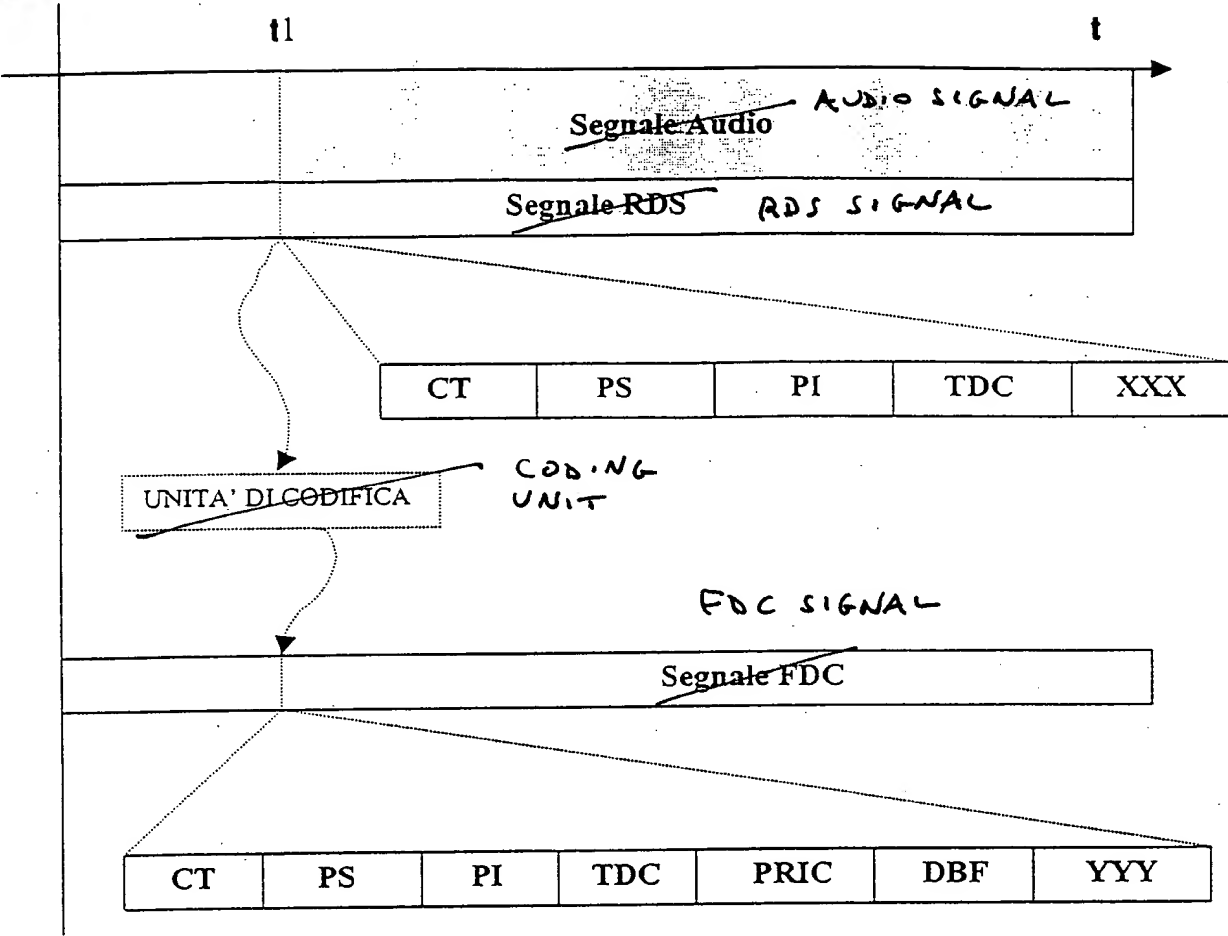 t1 t
AUDIO SIGNAL
Segnale Audio
Segnale RDS RDS SIGNAL
CT PS PI TDC XXX
CODING
UNITA' DI CODIFICA UNIT
FDC SIGNAL
Segnale FDC
CT PS PI TDC PRIC DBF YYY